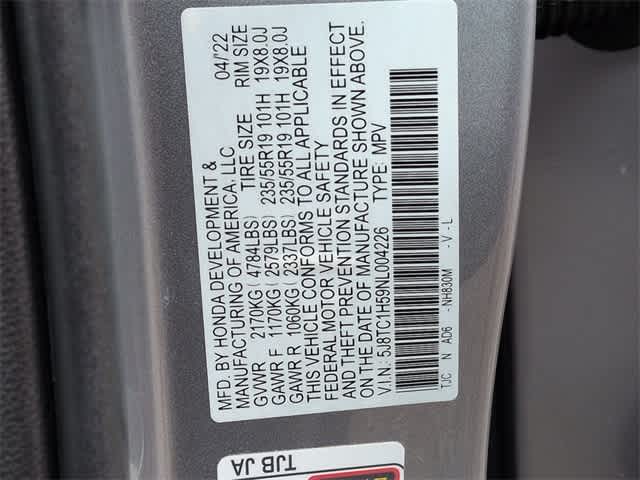 MFD. BY HONDA DEVELOPMENT & 04/'22
MANUFACTURING OF AMERICA, LLC
TIRE SIZE RIM SIZE
GVWR 2170KG ( 4784LBS)
GAWR F 1170KG ( 2579LBS) 235/55R19 101H 19X8.0J
GAWR R 1060KG ( 2337LBS) 235/55R19 101H 19X8.0J
THIS VEHICLE CONFORMS TO ALL APPLICABLE
FEDERAL MOTOR VEHICLE SAFETY
AND THEFT PREVENTION STANDARDS IN EFFECT
ON THE DATE OF MANUFACTURE SHOWN ABOVE.
V.I.N: 5J8TC1H59NL004226 TYPE: MPV
TJC N AD6 -NH830M -V-L
TJB JA